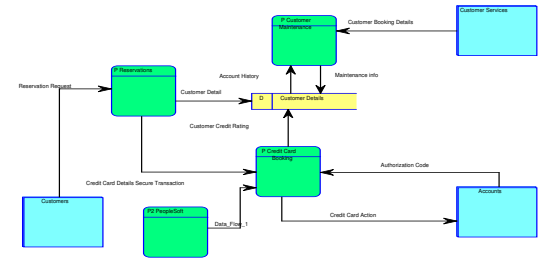 P Customer
Maintenance
Customer Services
Customer Booking Details
P Reservations
Account History
Maintenance info
Reservation Request
Customer Detail
D Customer Details
Customer Credit Rating
P Credit Card
Booking
Authorization Code
Credit Card Details Secure Transaction
Customers
Accounts
P2 PeopleSoft
Data_Flow_1
Credit Card Action